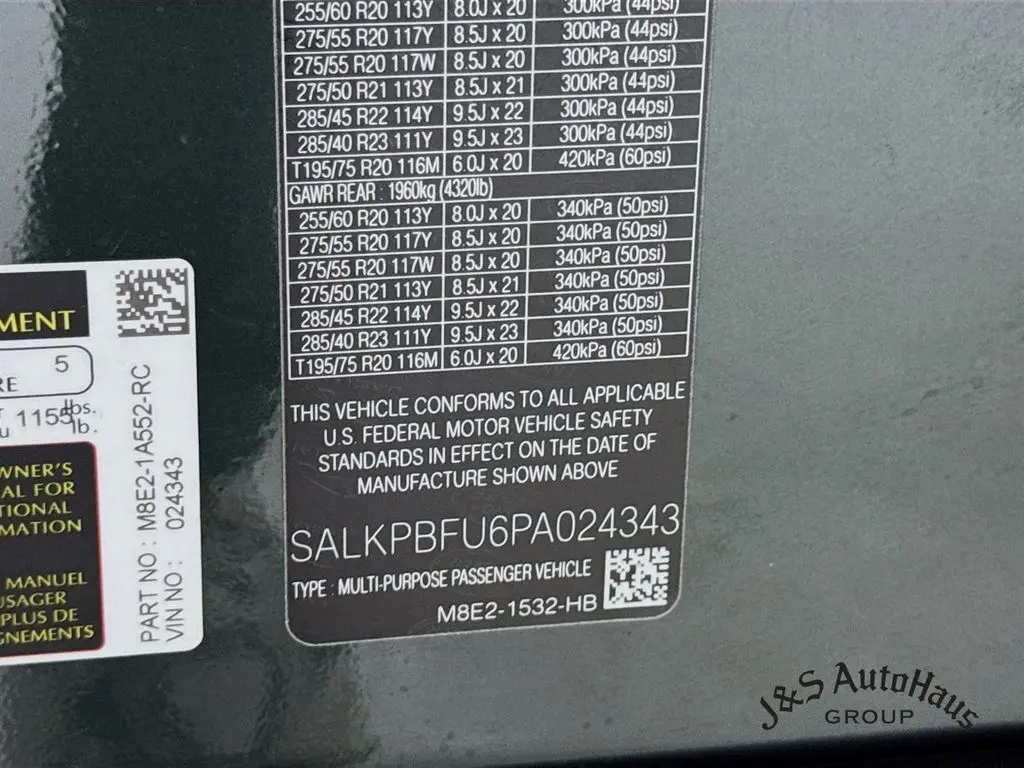 255/60 R20 113Y 8.0J x 20 300kPa (44psi)
275/55 R20 117Y 8.5J x 20 300kPa (44psi)
275/55 R20 117W 8.5J x 20 300kPa (44psi)
275/50 R21 113Y 8.5J x 21 300kPa (44psi)
285/45 R22 114Y 9.5J x 22 300kPa (44psi)
285/40 R23 111Y 9.5J x 23 300kPa (44psi)
T195/75 R20 116M 6.0J x 20 420kPa (60psi)
GAWR REAR : 1960kg (4320lb)
255/60 R20 113Y 8.0J x 20 340kPa (50psi)
275/55 R20 117Y 8.5J x 20 340kPa (50psi)
275/55 R20 117W 8.5J x 20 340kPa (50psi)
275/50 R21 113Y 8.5J x 21 340kPa (50psi)
285/45 R22 114Y 9.5J x 22 340kPa (50psi)
285/40 R23 111Y 9.5J x 23 340kPa (50psi)
T195/75 R20 116M 6.0J x 20 420kPa (60psi)
THIS VEHICLE CONFORMS TO ALL APPLICABLE
U.S. FEDERAL MOTOR VEHICLE SAFETY
STANDARDS IN EFFECT ON THE DATE OF
MANUFACTURE SHOWN ABOVE
SALKPBFU6PA024343
TYPE : MULTI-PURPOSE PASSENGER VEHICLE
M8E2-1532-HB
MENT
5
RE
1155 lbs.
lb.
WNER'S
AL FOR
TIONAL
MATION
MANUEL
USAGER
PLUS DE
GNEMENTS
PART NO : M8E2-1A552-RC
VIN NO : 024343
J&S AutoHaus
GROUP